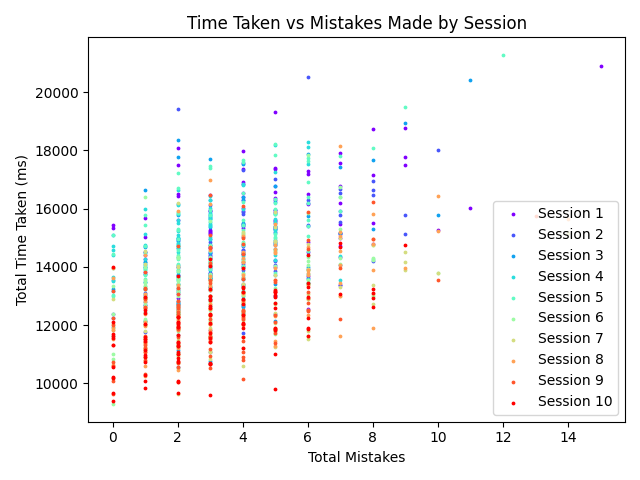 Time Taken vs Mistakes Made by Session
Total Time Taken (ms)
20000
18000
16000
14000
12000
10000
0 2 4 6 8 10 12 14
Total Mistakes
Session 1
Session 2
Session 3
Session 4
Session 5
Session 6
Session 7
Session 8
Session 9
Session 10